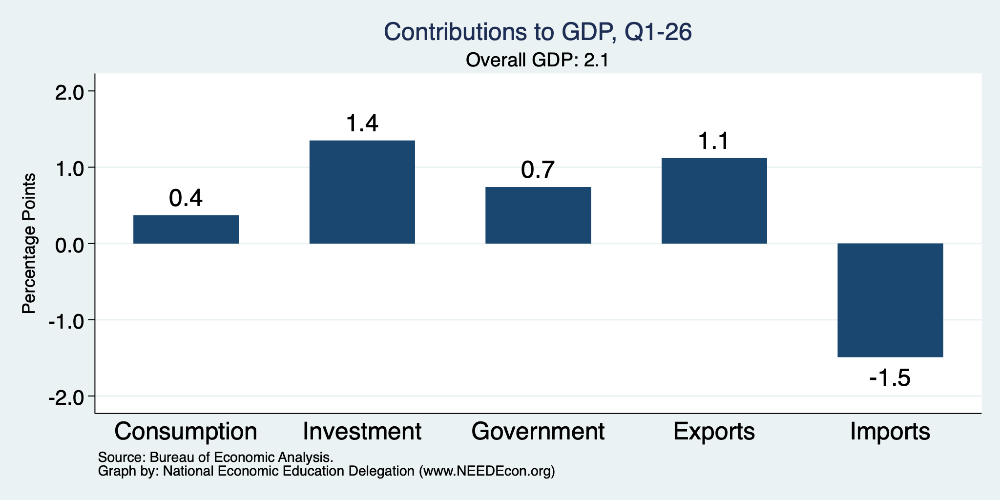 Contributions to GDP, Q1-26
Overall GDP: 2.1
Percentage Points
2.0
1.0
0.0
-1.0
-2.0
0.4
1.4
0.7
1.1
-1.5
Consumption
Investment
Government
Exports
Imports
Source: Bureau of Economic Analysis.
Graph by: National Economic Education Delegation (www.NEEDEcon.org)